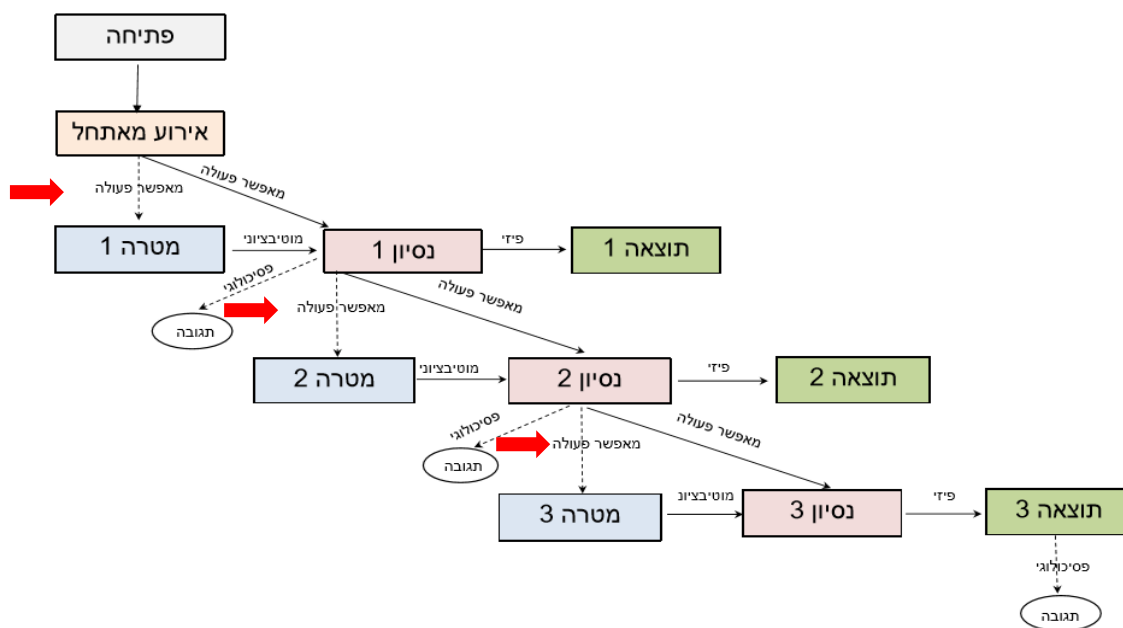 פתיחה
אירוע מאתחל
מאפשר פעולה
מאפשר פעולה
מטרה 1
מוטיבציוני
נסיון 1
פיזי
תוצאה 1
פסיכולוגי
תגובה
מאפשר פעולה
מאפשר פעולה
מטרה 2
מוטיבציוני
נסיון 2
פיזי
תוצאה 2
פסיכולוגי
תגובה
מאפשר פעולה
מאפשר פעולה
מטרה 3
מוטיבציונ
נסיון 3
פיזי
תוצאה 3
פסיכולוגי
תגובה